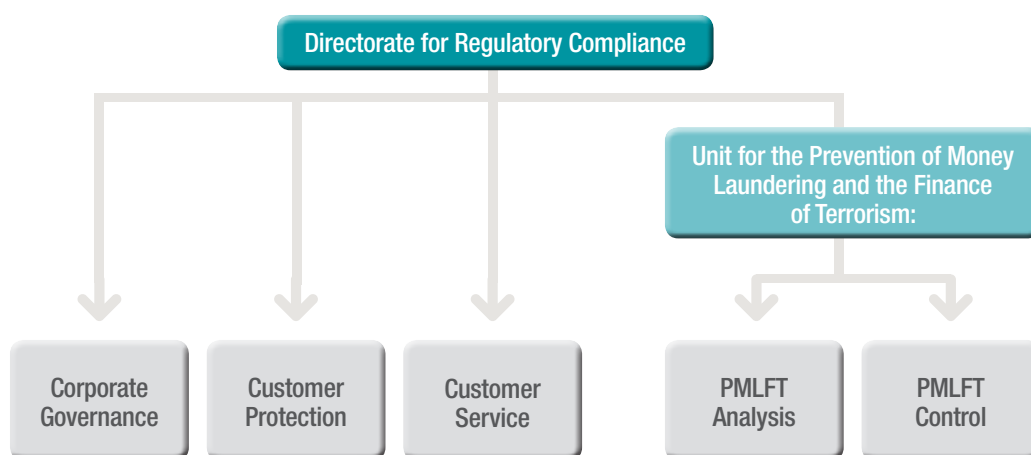 Directorate for Regulatory Compliance
Unit for the Prevention of Money
Laundering and the Finance
of Terrorism:
Corporate
Governance
Customer
Protection
Customer
Service
PMLFT
Analysis
PMLFT
Control